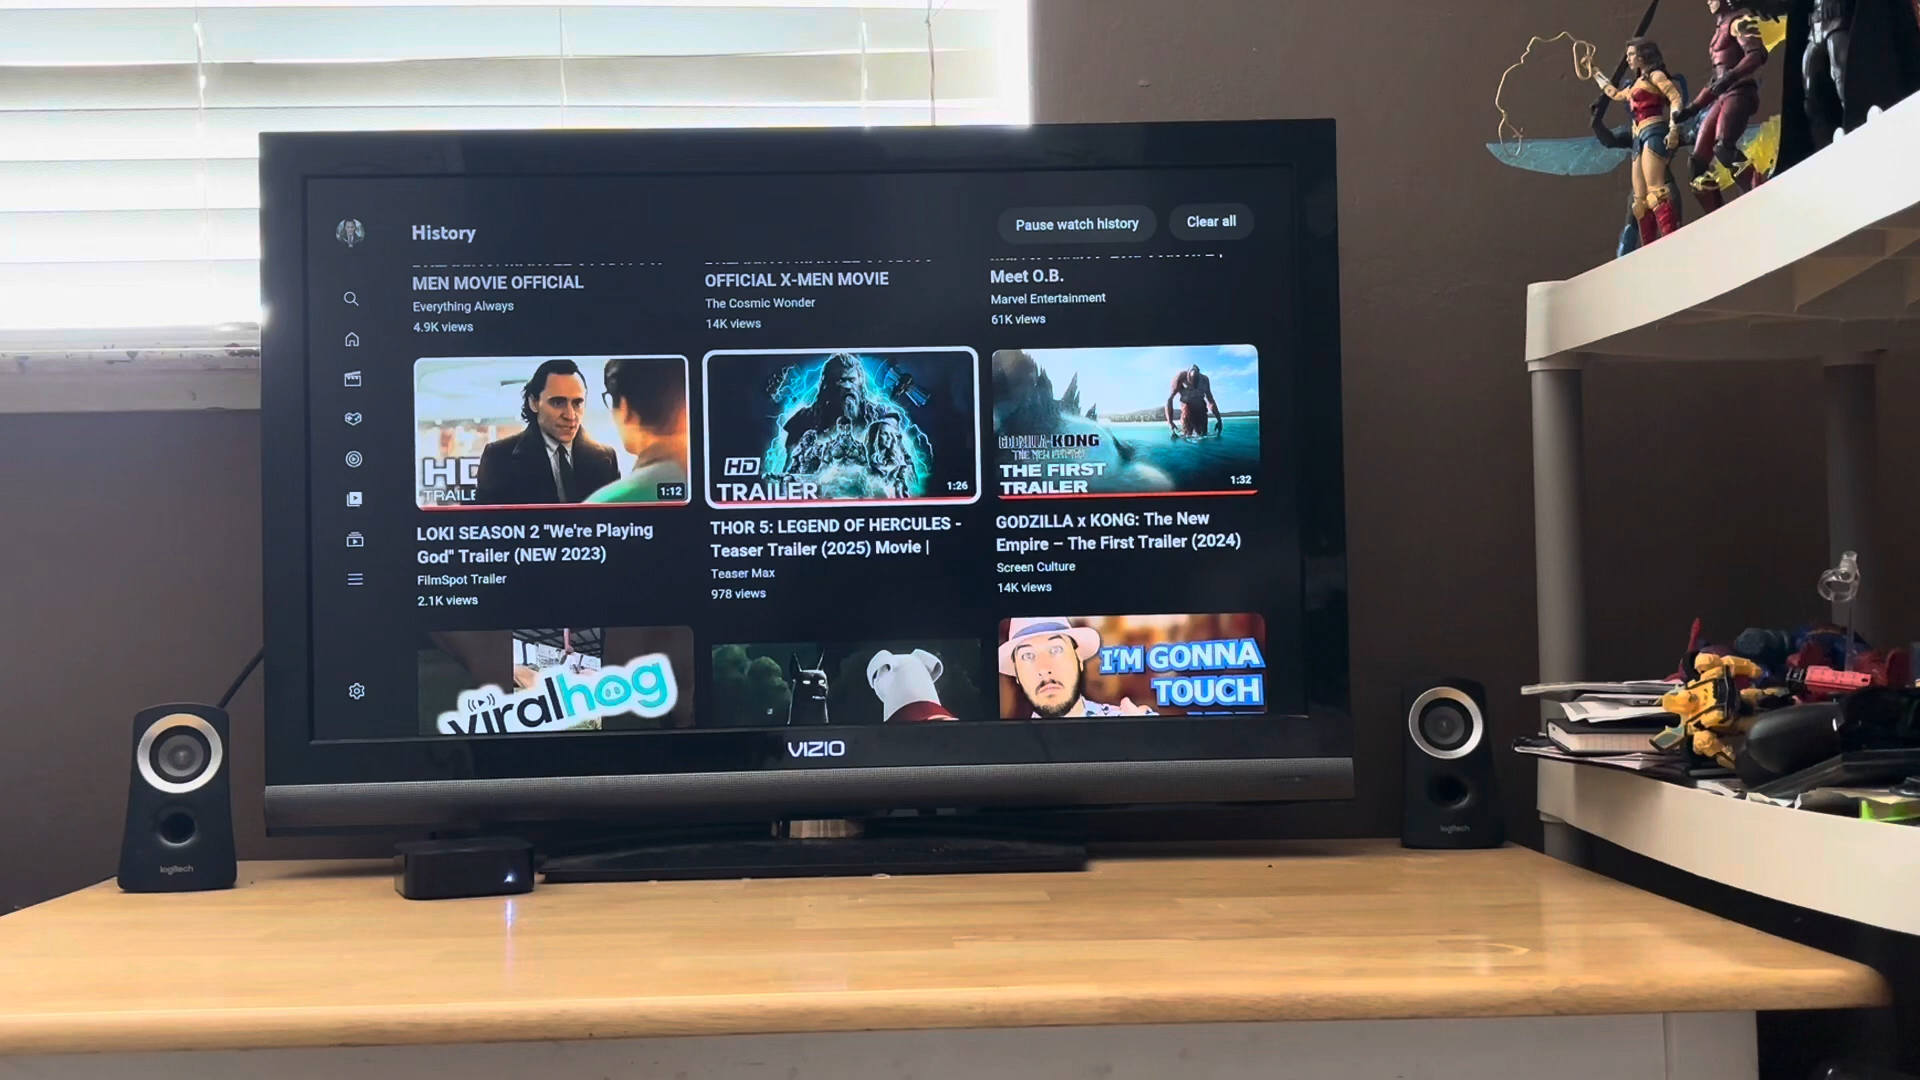 History
Pause watch history
Clear all
MEN MOVIE OFFICIAL
Everything Always
4.9K views
OFFICIAL X-MEN MOVIE
The Cosmic Wonder
14K views
Meet O.B.
Marvel Entertainment
61K views
HD
TRAILE
1:12
LOKI SEASON 2 "We're Playing
God" Trailer (NEW 2023)
FilmSpot Trailer
2.1K views
HD
TRAILER
1:26
THOR 5: LEGEND OF HERCULES -
Teaser Trailer (2025) Movie |
Teaser Max
978 views
GODZILLA x KONG
THE NEW EMPIRE
THE FIRST
TRAILER
1:32
GODZILLA x KONG: The New
Empire – The First Trailer (2024)
Screen Culture
14K views
viralhog
I'M GONNA
TOUCH
VIZIO
logitech
logitech